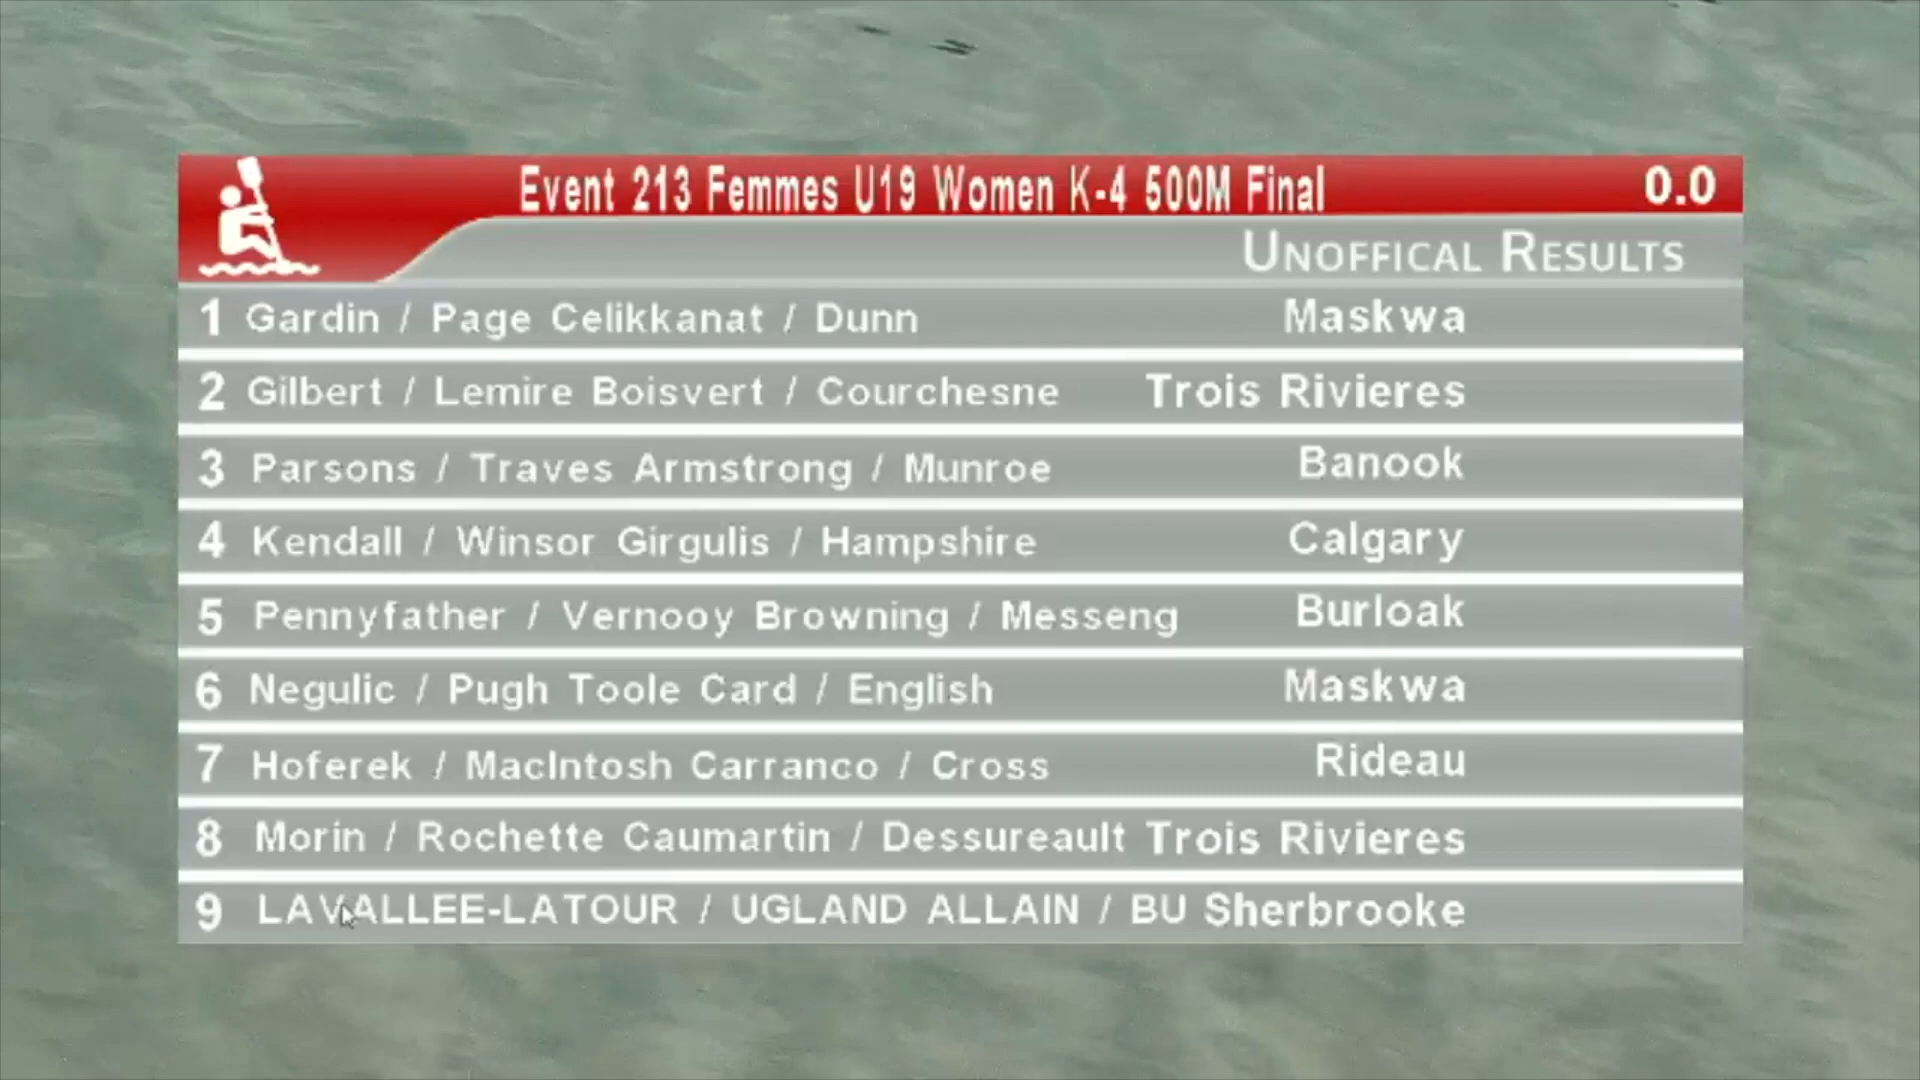 Event 213 Femmes U19 Women K-4 500M Final 0.0
UNOFFICAL RESULTS
1 Gardin / Page Celikkanat / Dunn Maskwa
2 Gilbert / Lemire Boisvert / Courchesne Trois Rivieres
3 Parsons / Traves Armstrong / Munroe Banook
4 Kendall / Winsor Girgulis / Hampshire Calgary
5 Pennyfather / Vernooy Browning / Messeng Burloak
6 Negulic / Pugh Toole Card / English Maskwa
7 Hoferek / MacIntosh Carranco / Cross Rideau
8 Morin / Rochette Caumartin / Dessureault Trois Rivieres
9 LAVALLEE-LATOUR / UGLAND ALLAIN / BU Sherbrooke